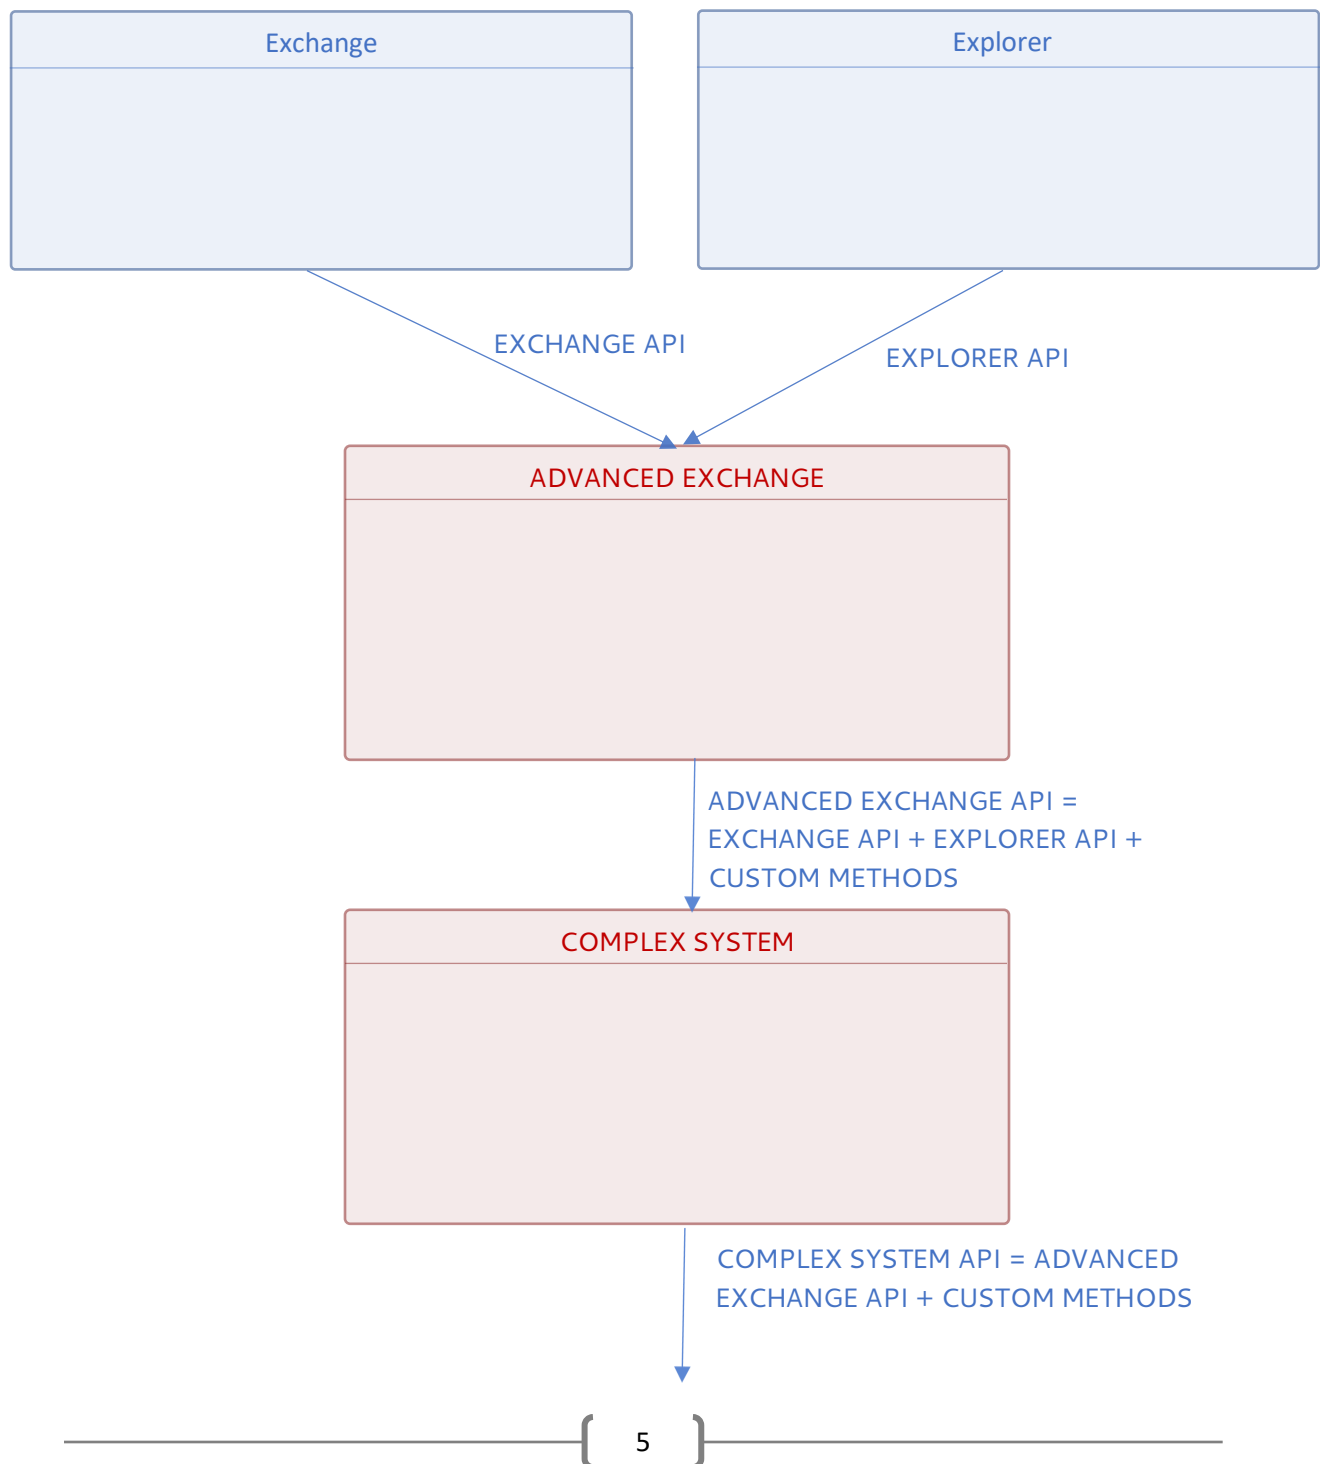 Exchange
Explorer
EXCHANGE API
EXPLORER API
ADVANCED EXCHANGE
ADVANCED EXCHANGE API =
EXCHANGE API + EXPLORER API +
CUSTOM METHODS
COMPLEX SYSTEM
COMPLEX SYSTEM API = ADVANCED
EXCHANGE API + CUSTOM METHODS
5